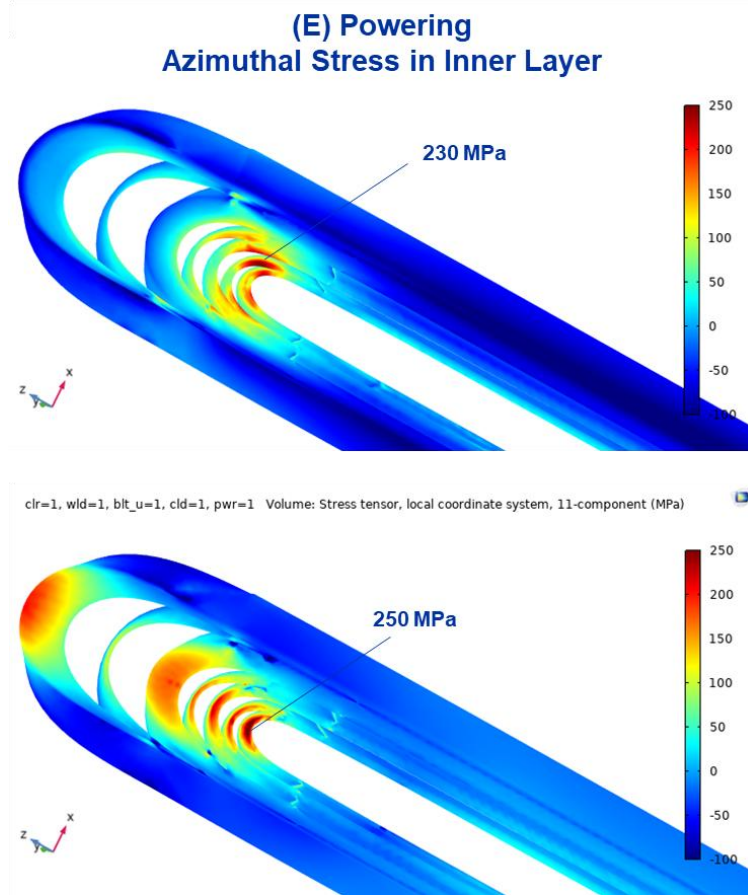 (E) Powering
Azimuthal Stress in Inner Layer
230 MPa
250
200
150
100
50
0
-50
-100
x
z
y
clr=1, wld=1, blt_u=1, cld=1, pwr=1 Volume: Stress tensor, local coordinate system, 11-component (MPa)
250 MPa
250
200
150
100
50
0
-50
-100
x
z
y